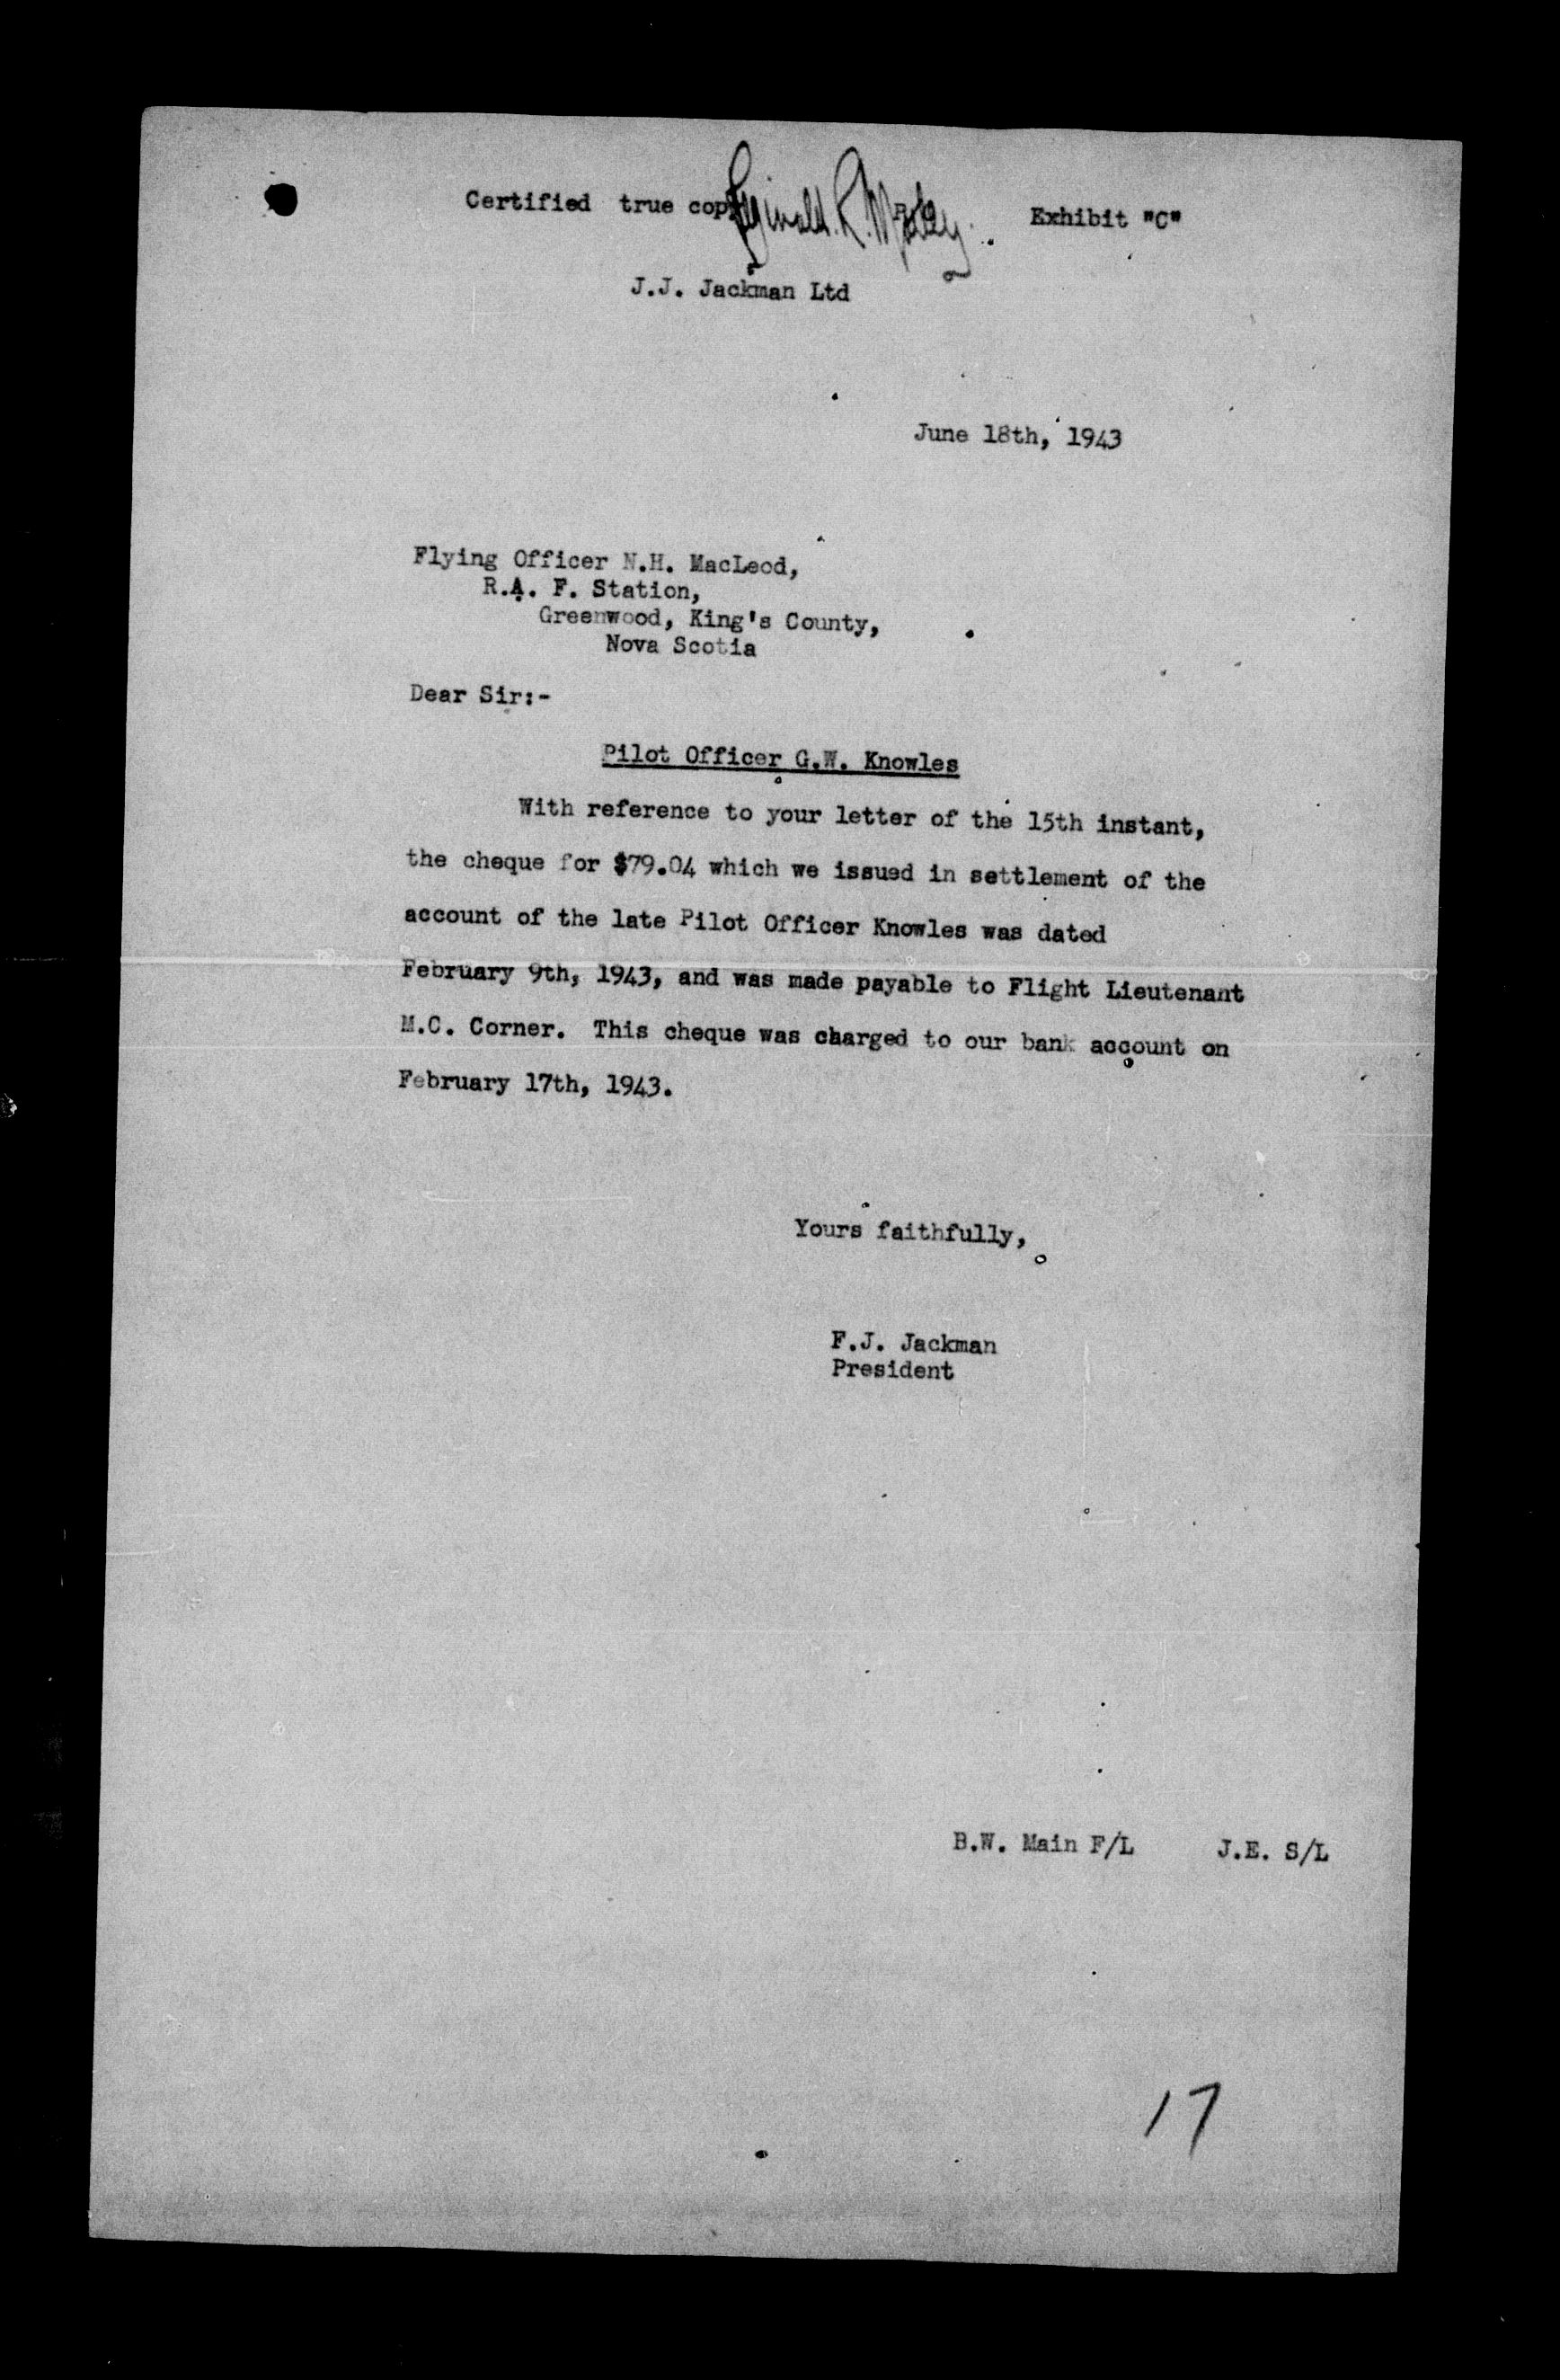 Certified true copy Reginald. R. Exhibit "C"
J.J. Jackman Ltd
June 18th, 1943
Flying Officer N.H. MacLeod,
R.A. F. Station,
Greenwood, King's County,
Nova Scotia
Dear Sir:-
Pilot Officer G.W. Knowles
With reference to your letter of the 15th instant,
the cheque for $79.04 which we issued in settlement of the
account of the late Pilot Officer Knowles was dated
February 9th, 1943, and was made payable to Flight Lieutenant
M.C. Corner. This cheque was charged to our bank account on
February 17th, 1943.
Yours faithfully,
F.J. Jackman
President
B.W. Main F/L J.E. S/L
17